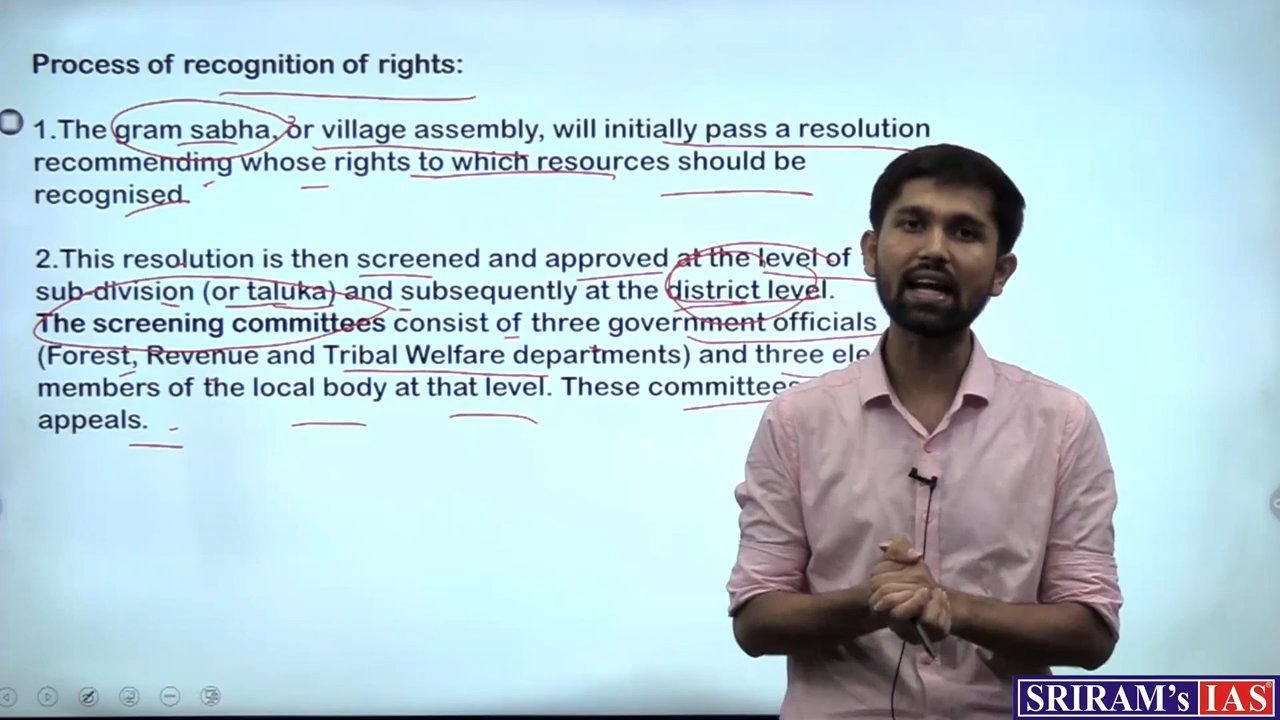 Process of recognition of rights:
1.The gram sabha, or village assembly, will initially pass a resolution
recommending whose rights to which resources should be
recognised.
2.This resolution is then screened and approved at the level of
sub-division (or taluka) and subsequently at the district level.
The screening committees consist of three government officials
(Forest, Revenue and Tribal Welfare departments) and three
members of the local body at that level. These committees
appeals.
SRIRAM's IAS